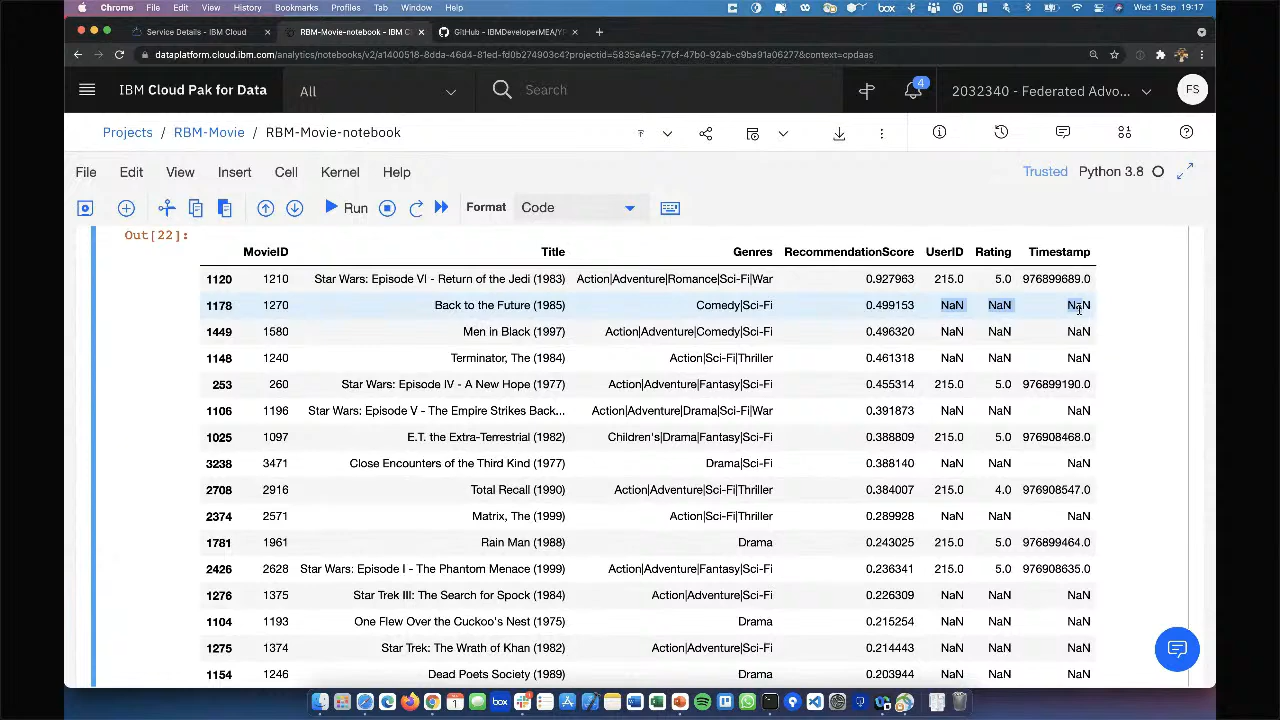 Chrome File Edit View History Bookmarks Profiles Tab Window Help box Wed 1 Sep 19:17
Service Details - IBM Cloud RBM-Movie-notebook - IBM C GitHub - IBMDeveloperMEA/YP
dataplatform.cloud.ibm.com/analytics/notebooks/v2/a1400518-8dda-46d4-81ed-fd0b274903c4?projectid=5835a4e5-77cf-47b0-92ab-c9ba91a06277&context=cpdaas
IBM Cloud Pak for Data All Search 4 2032340 - Federated Advo... FS
Projects / RBM-Movie / RBM-Movie-notebook
File Edit View Insert Cell Kernel Help Trusted Python 3.8
Run Format Code
Out[22]:
MovieID Title Genres RecommendationScore UserID Rating Timestamp
1120 1210 Star Wars: Episode VI - Return of the Jedi (1983) Action|Adventure|Romance|Sci-Fi|War 0.927963 215.0 5.0 976899689.0
1178 1270 Back to the Future (1985) Comedy|Sci-Fi 0.499153 NaN NaN NaN
1449 1580 Men in Black (1997) Action|Adventure|Comedy|Sci-Fi 0.496320 NaN NaN NaN
1148 1240 Terminator, The (1984) Action|Sci-Fi|Thriller 0.461318 NaN NaN NaN
253 260 Star Wars: Episode IV - A New Hope (1977) Action|Adventure|Fantasy|Sci-Fi 0.455314 215.0 5.0 976899190.0
1106 1196 Star Wars: Episode V - The Empire Strikes Back... Action|Adventure|Drama|Sci-Fi|War 0.391873 NaN NaN NaN
1025 1097 E.T. the Extra-Terrestrial (1982) Children's|Drama|Fantasy|Sci-Fi 0.388809 215.0 5.0 976908468.0
3238 3471 Close Encounters of the Third Kind (1977) Drama|Sci-Fi 0.388140 NaN NaN NaN
2708 2916 Total Recall (1990) Action|Adventure|Sci-Fi|Thriller 0.384007 215.0 4.0 976908547.0
2374 2571 Matrix, The (1999) Action|Sci-Fi|Thriller 0.289928 NaN NaN NaN
1781 1961 Rain Man (1988) Drama 0.243025 215.0 5.0 976899464.0
2426 2628 Star Wars: Episode I - The Phantom Menace (1999) Action|Adventure|Fantasy|Sci-Fi 0.236341 215.0 5.0 976908635.0
1276 1375 Star Trek III: The Search for Spock (1984) Action|Adventure|Sci-Fi 0.226309 NaN NaN NaN
1104 1193 One Flew Over the Cuckoo's Nest (1975) Drama 0.215254 NaN NaN NaN
1275 1374 Star Trek: The Wrath of Khan (1982) Action|Adventure|Sci-Fi 0.214443 NaN NaN NaN
1154 1246 Dead Poets Society (1989) Drama 0.203944 NaN NaN NaN